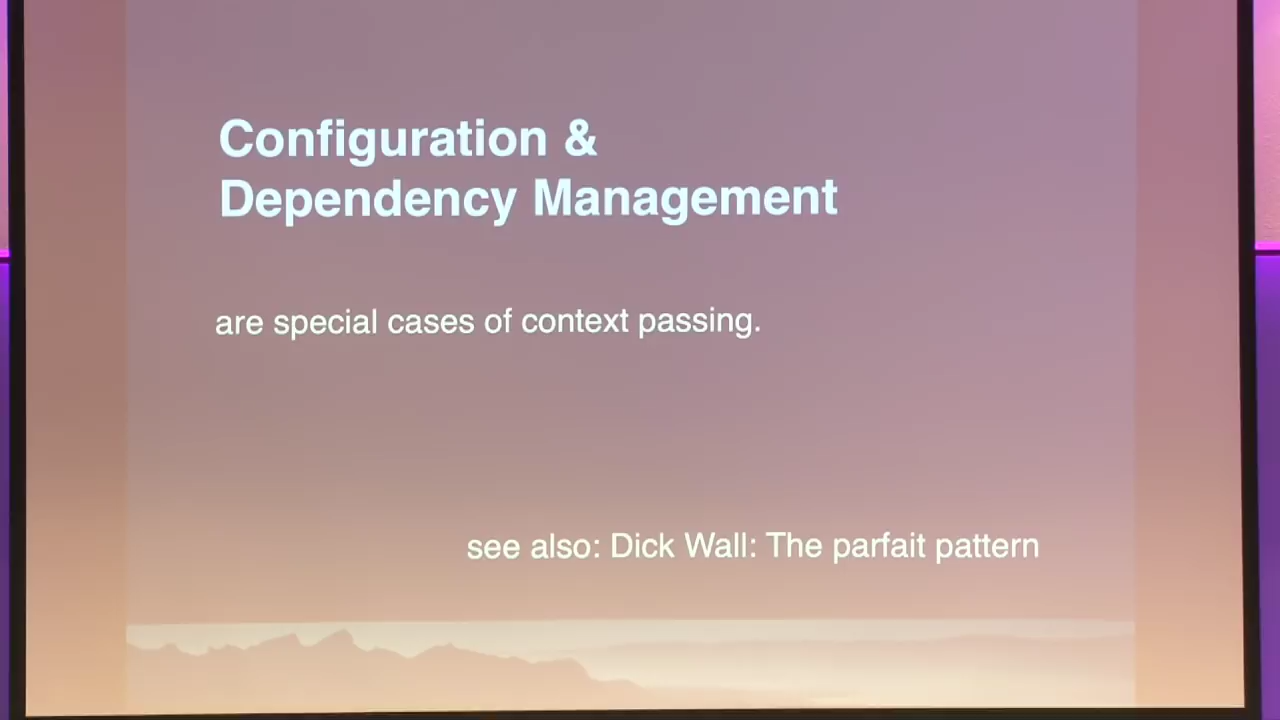 Configuration &
Dependency Management
are special cases of context passing.
see also: Dick Wall: The parfait pattern